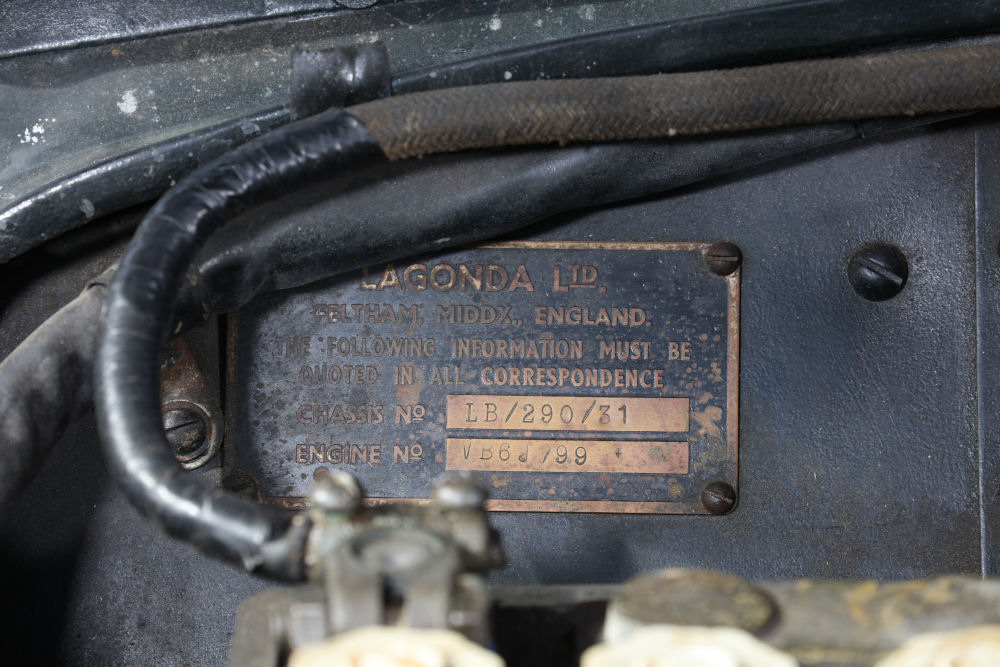 LAGONDA LTD.
FELTHAM, MIDDX., ENGLAND.
THE FOLLOWING INFORMATION MUST BE
QUOTED IN ALL CORRESPONDENCE
CHASSIS NO LB/290/31
ENGINE NO VB6J/99